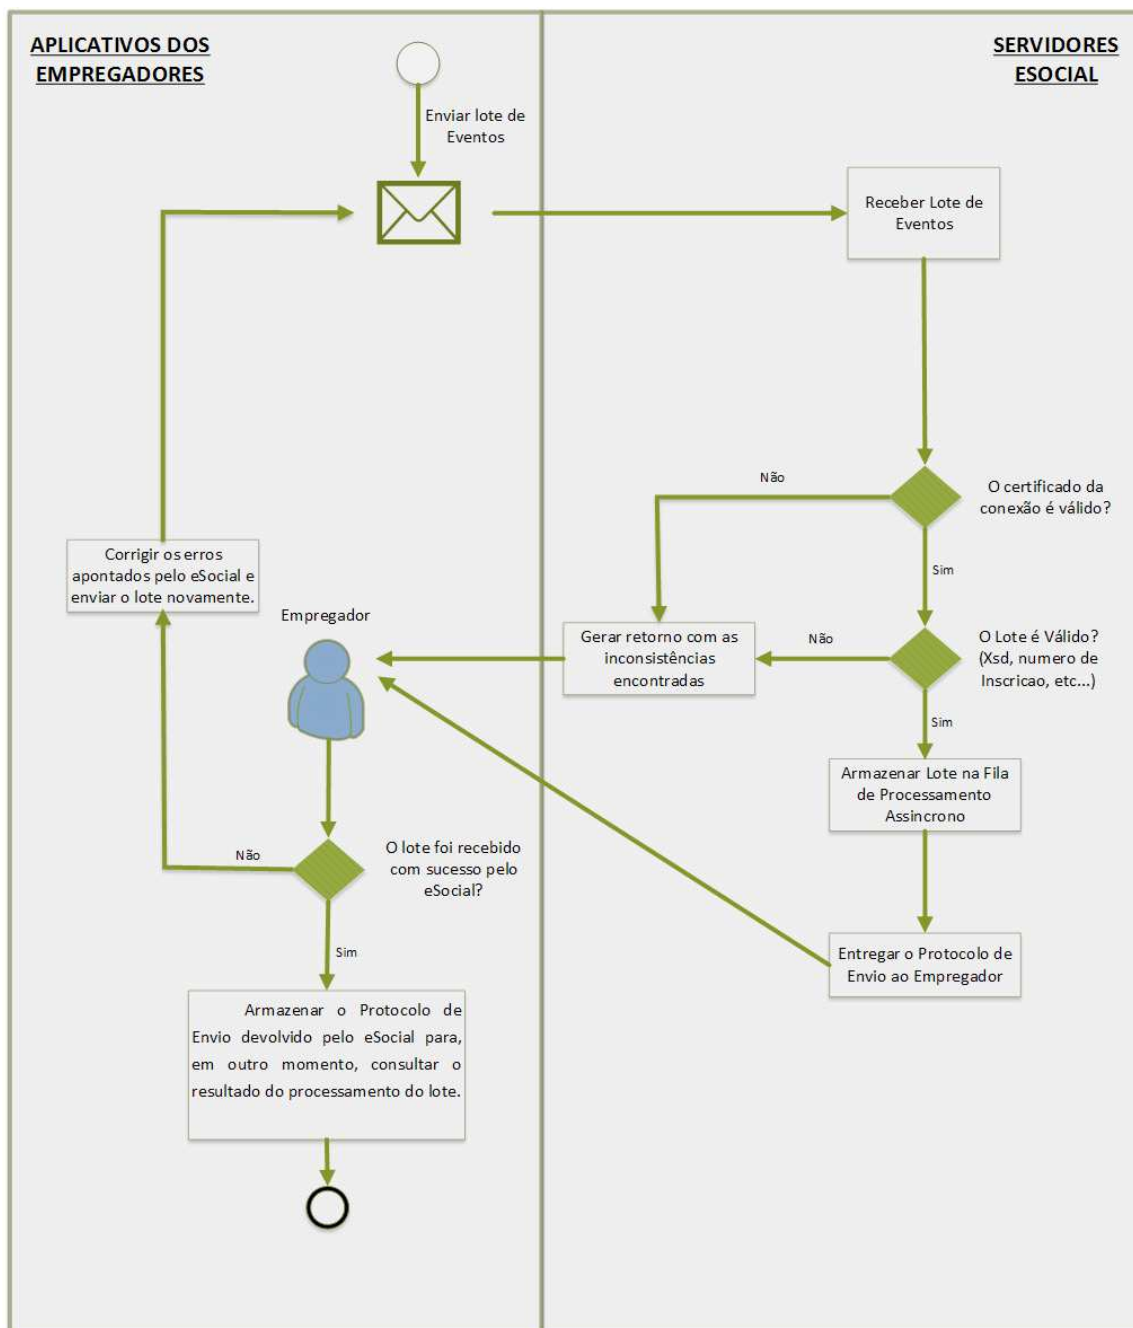 APLICATIVOS DOS
EMPREGADORES
SERVIDORES
ESOCIAL
Enviar lote de
Eventos
Receber Lote de
Eventos
Não
O certificado da
conexão é válido?
Sim
Corrigir os erros
apontados pelo eSocial e
enviar o lote novamente.
Empregador
Gerar retorno com as
inconsistências
encontradas
Não
O Lote é Válido?
(Xsd, numero de
Inscricao, etc...)
Sim
Armazenar Lote na Fila
de Processamento
Assincrono
Não
O lote foi recebido
com sucesso pelo
eSocial?
Sim
Entregar o Protocolo de
Envio ao Empregador
Armazenar o Protocolo de
Envio devolvido pelo eSocial para,
em outro momento, consultar o
resultado do processamento do lote.